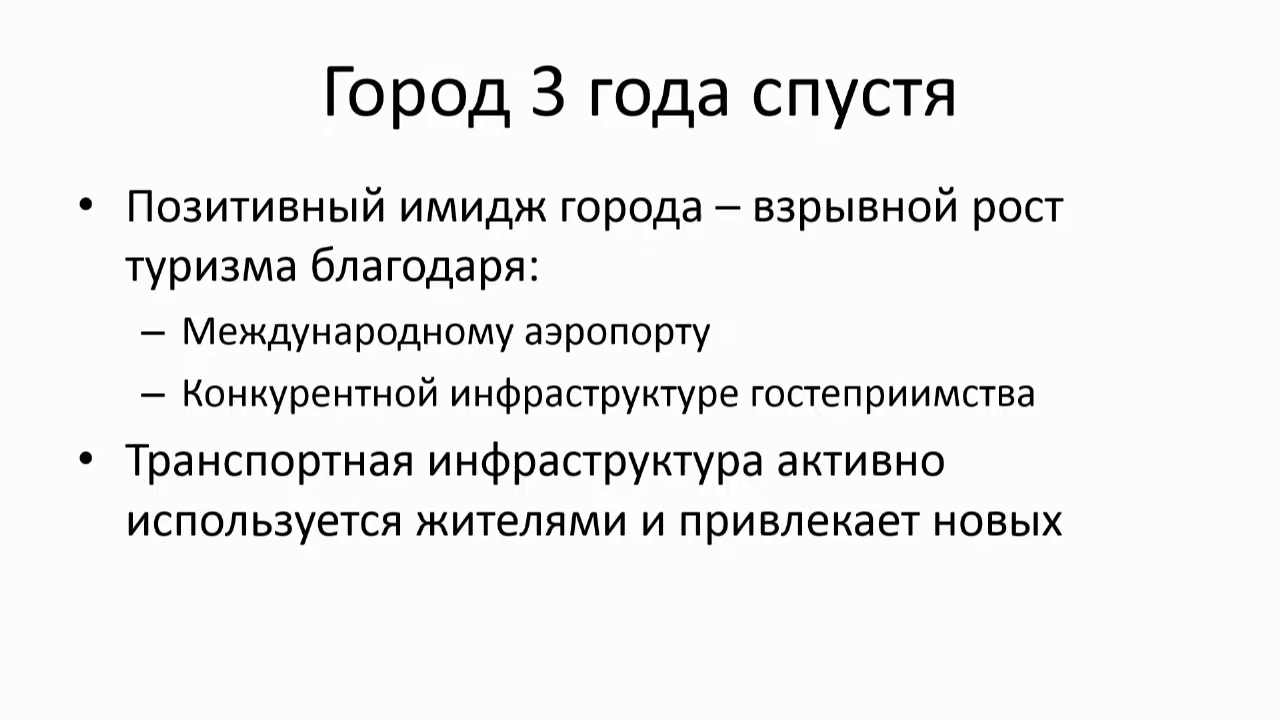 Город 3 года спустя
• Позитивный имидж города – взрывной рост
туризма благодаря:
– Международному аэропорту
– Конкурентной инфраструктуре гостеприимства
• Транспортная инфраструктура активно
используется жителями и привлекает новых